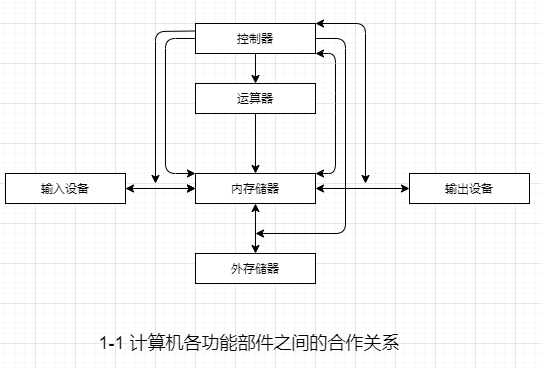 控制器
运算器
输入设备
内存储器
输出设备
外存储器
1-1 计算机各功能部件之间的合作关系